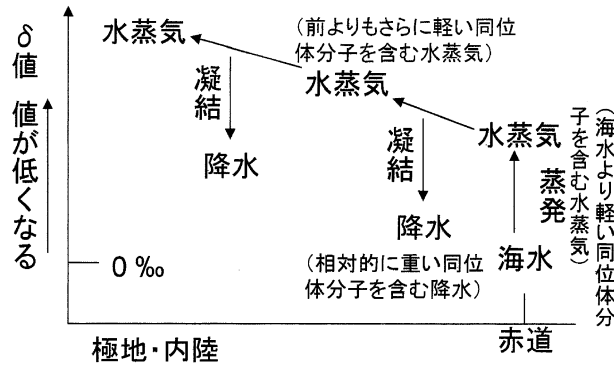 δ値 値が低くなる
水蒸気
(前よりもさらに軽い同位
体分子を含む水蒸気)
水蒸気
凝結
降水
水蒸気
(海水より軽い同位体分
子を含む水蒸気)
凝結
降水
蒸発
(相対的に重い同位
体分子を含む降水)
海水
0‰
極地・内陸
赤道